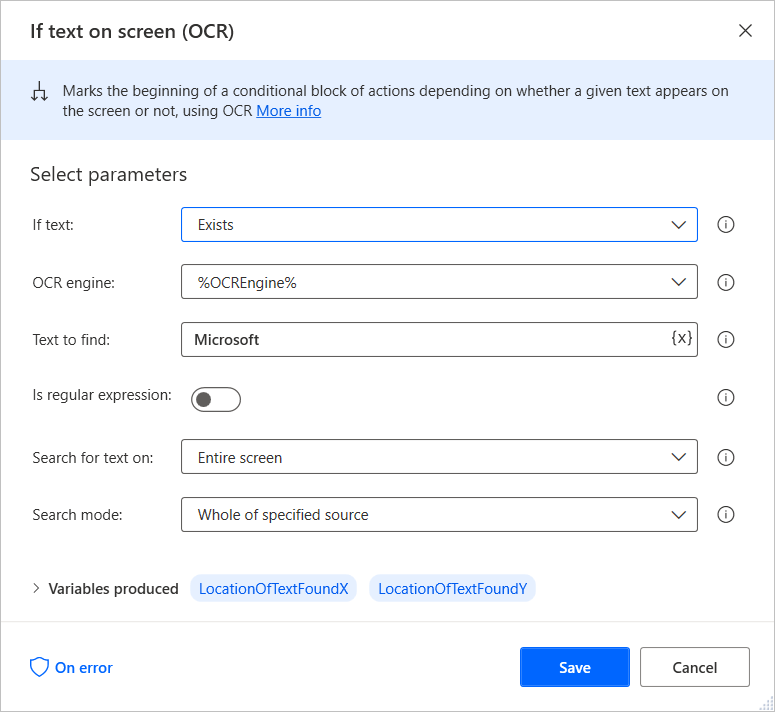 If text on screen (OCR)
Marks the beginning of a conditional block of actions depending on whether a given text appears on
the screen or not, using OCR More info
Select parameters
If text: Exists
OCR engine: %OCREngine%
Text to find: Microsoft {x}
Is regular expression:
Search for text on: Entire screen
Search mode: Whole of specified source
Variables produced LocationOfTextFoundX LocationOfTextFoundY
On error Save Cancel